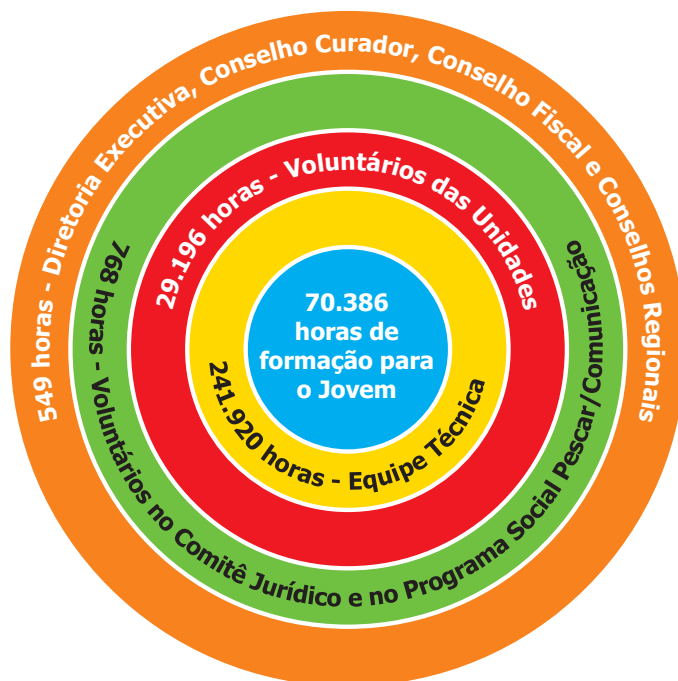 549 horas - Diretoria Executiva, Conselho Curador, Conselho Fiscal e Conselhos Regionais
768 horas - Voluntários no Comitê Jurídico e no Programa Social Pescar/Comunicação
29.196 horas - Voluntários das Unidades
241.920 horas - Equipe Técnica
70.386
horas de
formação para
o Jovem